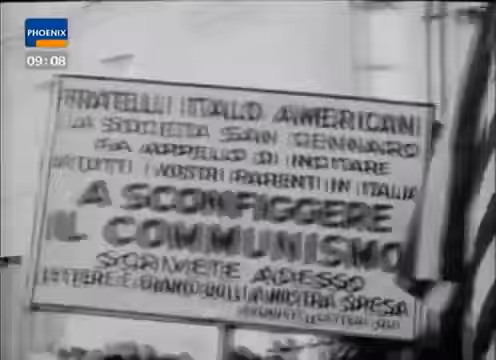 PHOENIX
09:08
FRATELLI ITALO AMERICANI
LA SOCIETA SAN GENNARO
FA APPELLO DI INCITARE
TUTTI I VOSTRI PARENTI IN ITALIA
A SCONFIGGERE
IL COMMUNISMO
SCRIVETE ADESSO
LETTERE NOSTRA SPESA